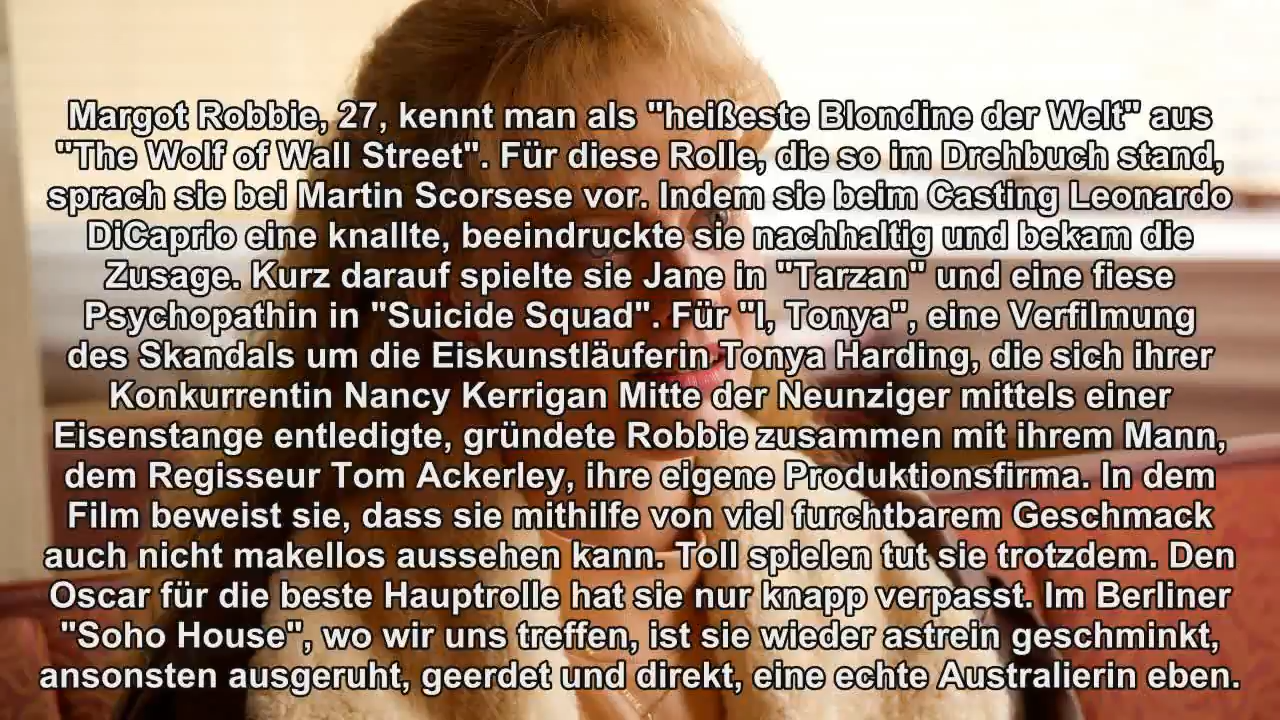 Margot Robbie, 27, kennt man als "heißeste Blondine der Welt" aus
"The Wolf of Wall Street". Für diese Rolle, die so im Drehbuch stand,
sprach sie bei Martin Scorsese vor. Indem sie beim Casting Leonardo
DiCaprio eine knallte, beeindruckte sie nachhaltig und bekam die
Zusage. Kurz darauf spielte sie Jane in "Tarzan" und eine fiese
Psychopathin in "Suicide Squad". Für "I, Tonya", eine Verfilmung
des Skandals um die Eiskunstläuferin Tonya Harding, die sich ihrer
Konkurrentin Nancy Kerrigan Mitte der Neunziger mittels einer
Eisenstange entledigte, gründete Robbie zusammen mit ihrem Mann,
dem Regisseur Tom Ackerley, ihre eigene Produktionsfirma. In dem
Film beweist sie, dass sie mithilfe von viel furchtbarem Geschmack
auch nicht makellos aussehen kann. Toll spielen tut sie trotzdem. Den
Oscar für die beste Hauptrolle hat sie nur knapp verpasst. Im Berliner
"Soho House", wo wir uns treffen, ist sie wieder astrein geschminkt,
ansonsten ausgeruht, geerdet und direkt, eine echte Australierin eben.